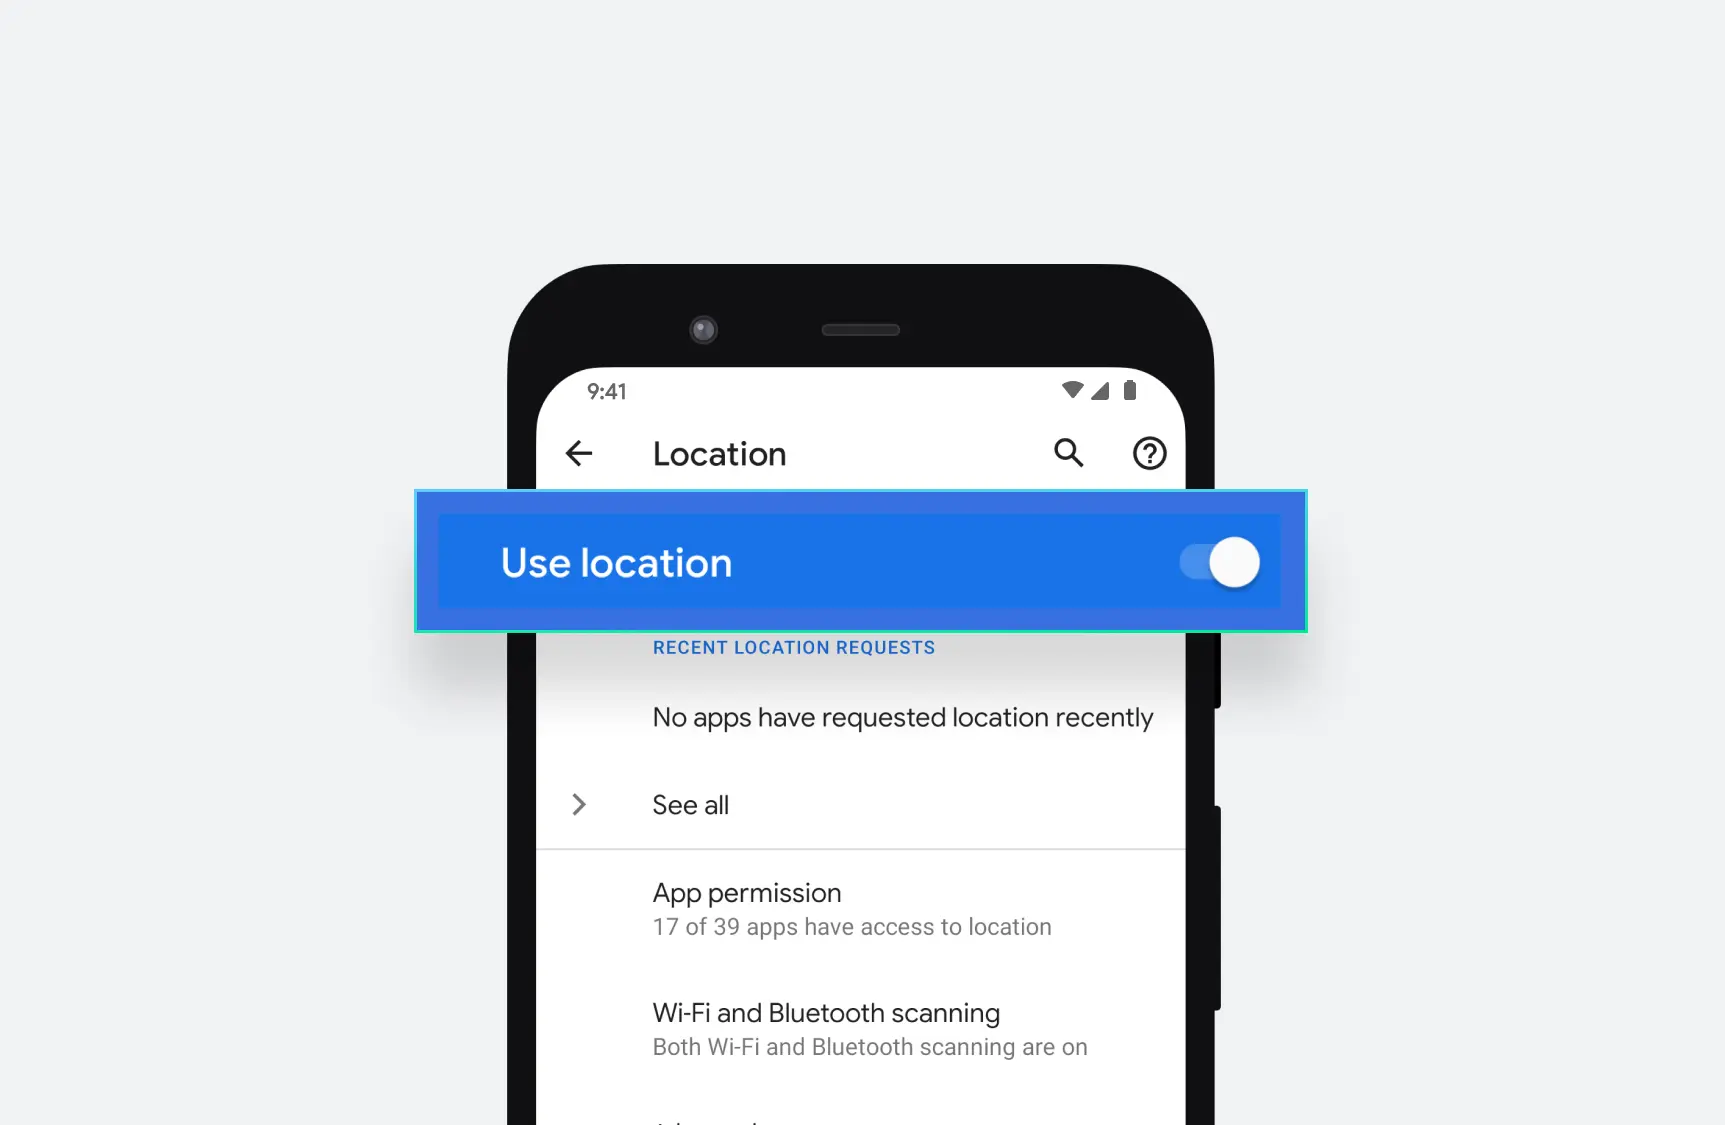 9:41
Location
Use location
RECENT LOCATION REQUESTS
No apps have requested location recently
See all
App permission
17 of 39 apps have access to location
Wi-Fi and Bluetooth scanning
Both Wi-Fi and Bluetooth scanning are on